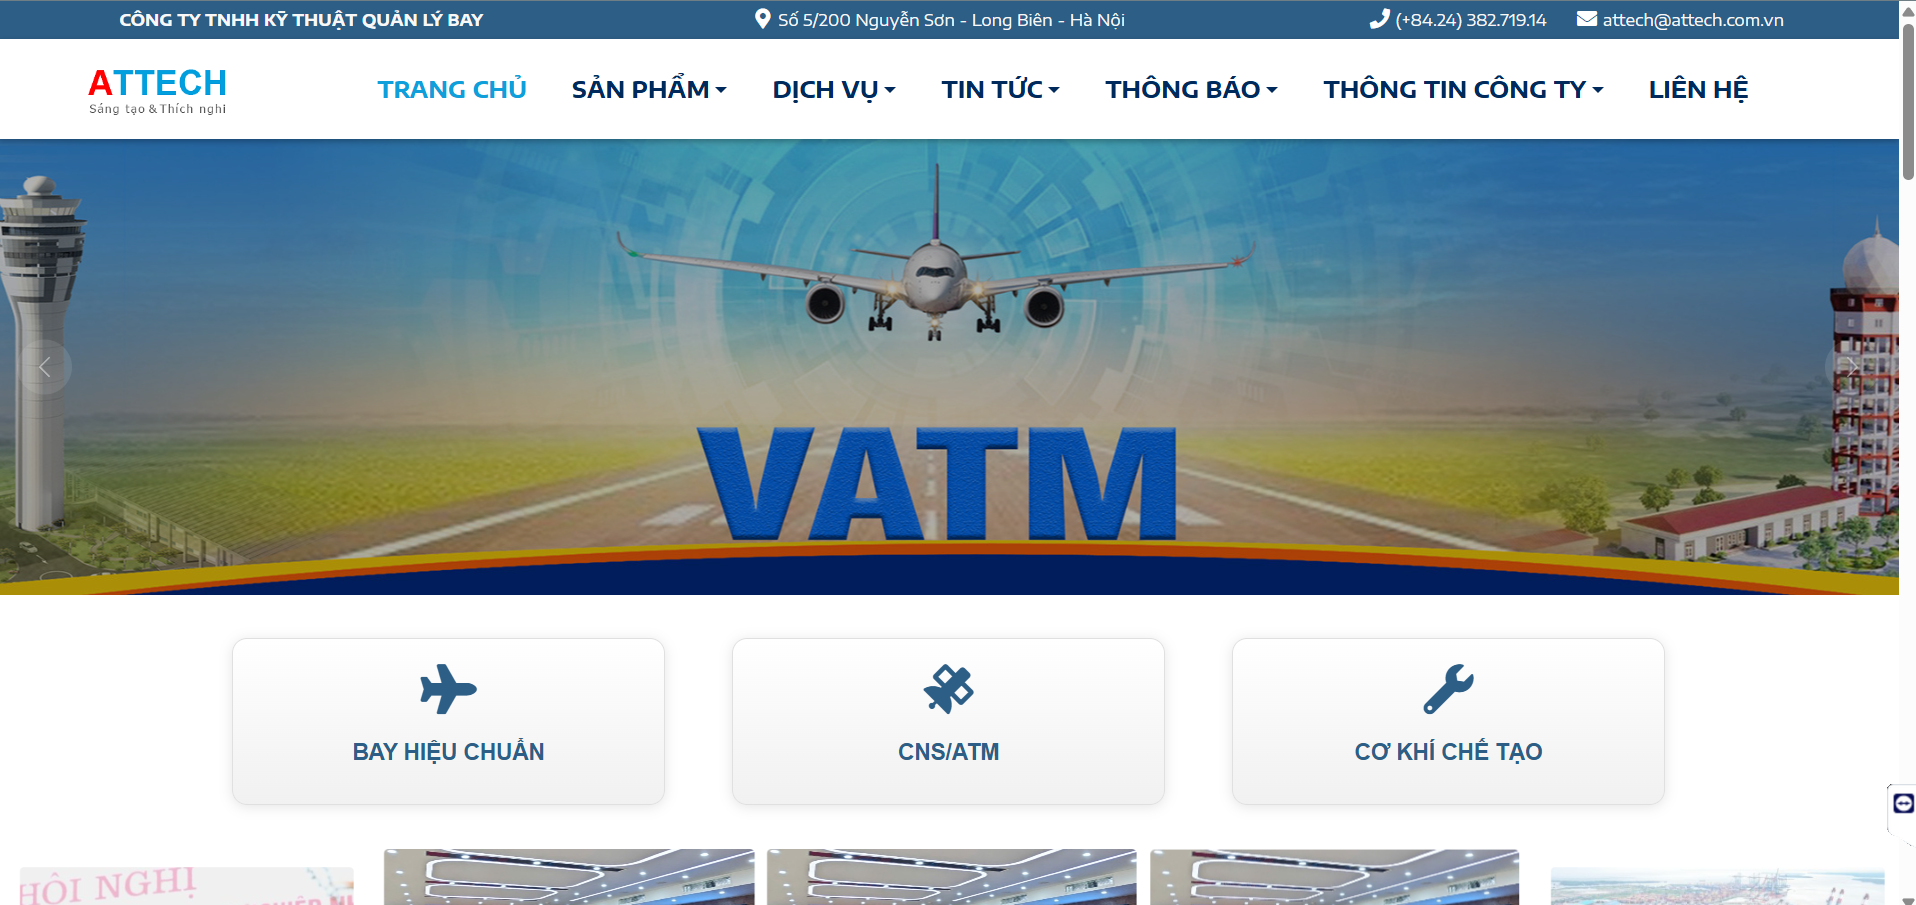 CÔNG TY TNHH KỸ THUẬT QUẢN LÝ BAY
Số 5/200 Nguyễn Sơn - Long Biên - Hà Nội
(+84.24) 382.719.14
attech@attech.com.vn
ATTECH
Sáng tạo & Thích nghi
TRANG CHỦ
SẢN PHẨM
DỊCH VỤ
TIN TỨC
THÔNG BÁO
THÔNG TIN CÔNG TY
LIÊN HỆ
VATM
BAY HIỆU CHUẨN
CNS/ATM
CƠ KHÍ CHẾ TẠO
HỘI NGHỊ